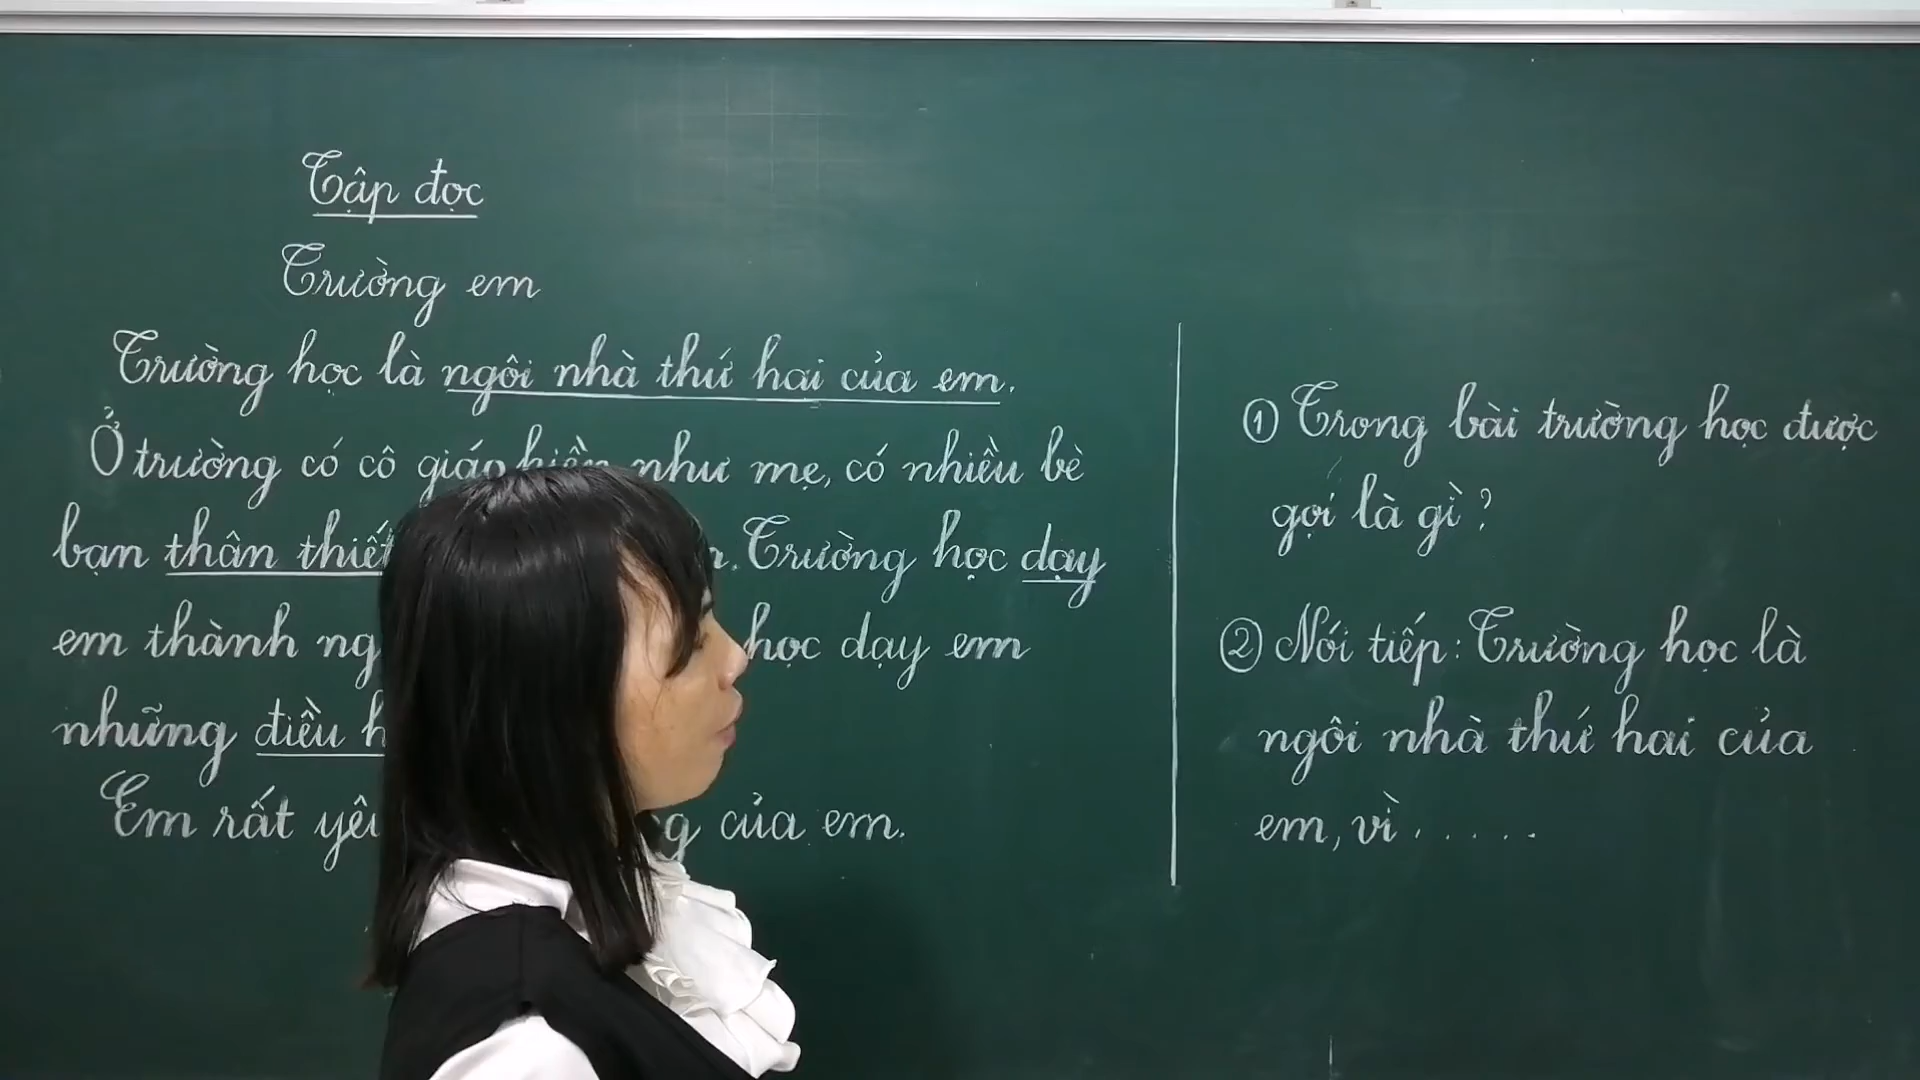 Tập đọc
Trường em
Trường học là ngôi nhà thứ hai của em.
Ở trường có cô giáo hiền như mẹ, có nhiều bè
bạn thân thiết Trường học dạy
em thành học dạy em
những điều
Em rất của em.
① Trong bài trường học được
gọi là gì ?
② Nói tiếp: Trường học là
ngôi nhà thứ hai của
em, vì . . . . .